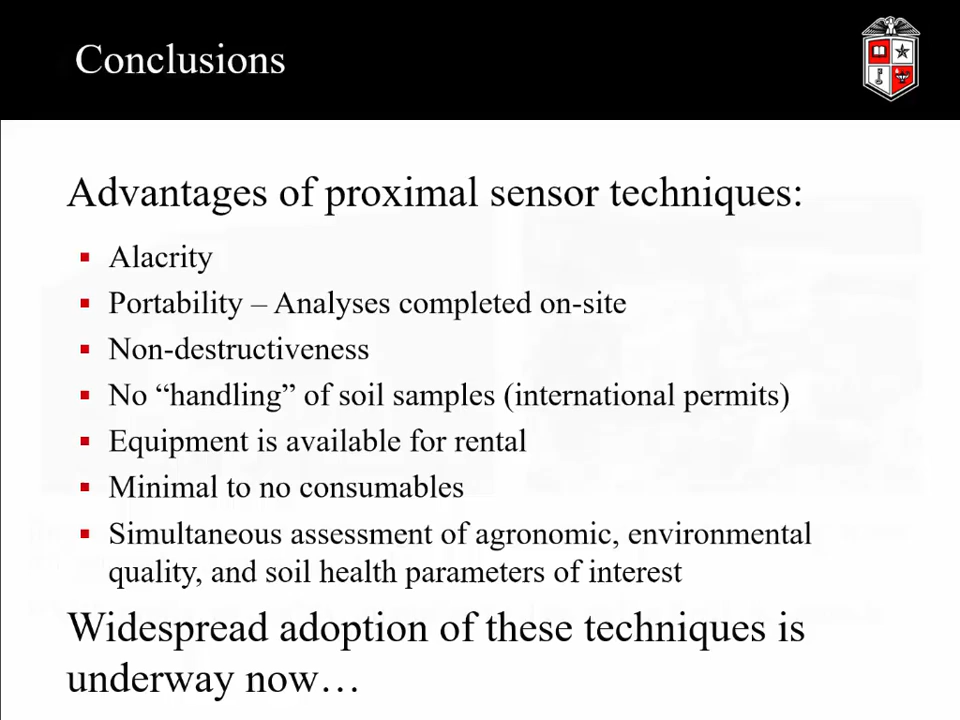 Conclusions
Advantages of proximal sensor techniques:
▪ Alacrity
▪ Portability – Analyses completed on-site
▪ Non-destructiveness
▪ No “handling” of soil samples (international permits)
▪ Equipment is available for rental
▪ Minimal to no consumables
▪ Simultaneous assessment of agronomic, environmental
quality, and soil health parameters of interest
Widespread adoption of these techniques is
underway now…